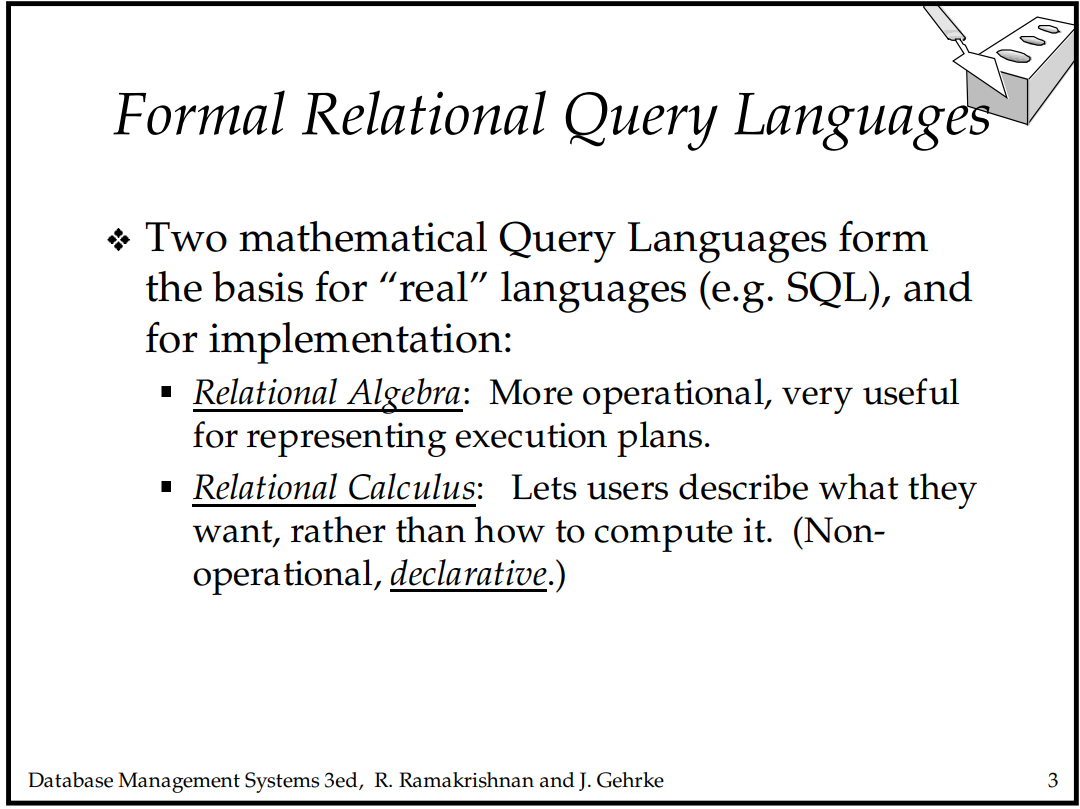 Formal Relational Query Languages
❖ Two mathematical Query Languages form
the basis for “real” languages (e.g. SQL), and
for implementation:
▪ Relational Algebra: More operational, very useful
for representing execution plans.
▪ Relational Calculus: Lets users describe what they
want, rather than how to compute it. (Non-
operational, declarative.)
Database Management Systems 3ed, R. Ramakrishnan and J. Gehrke 3